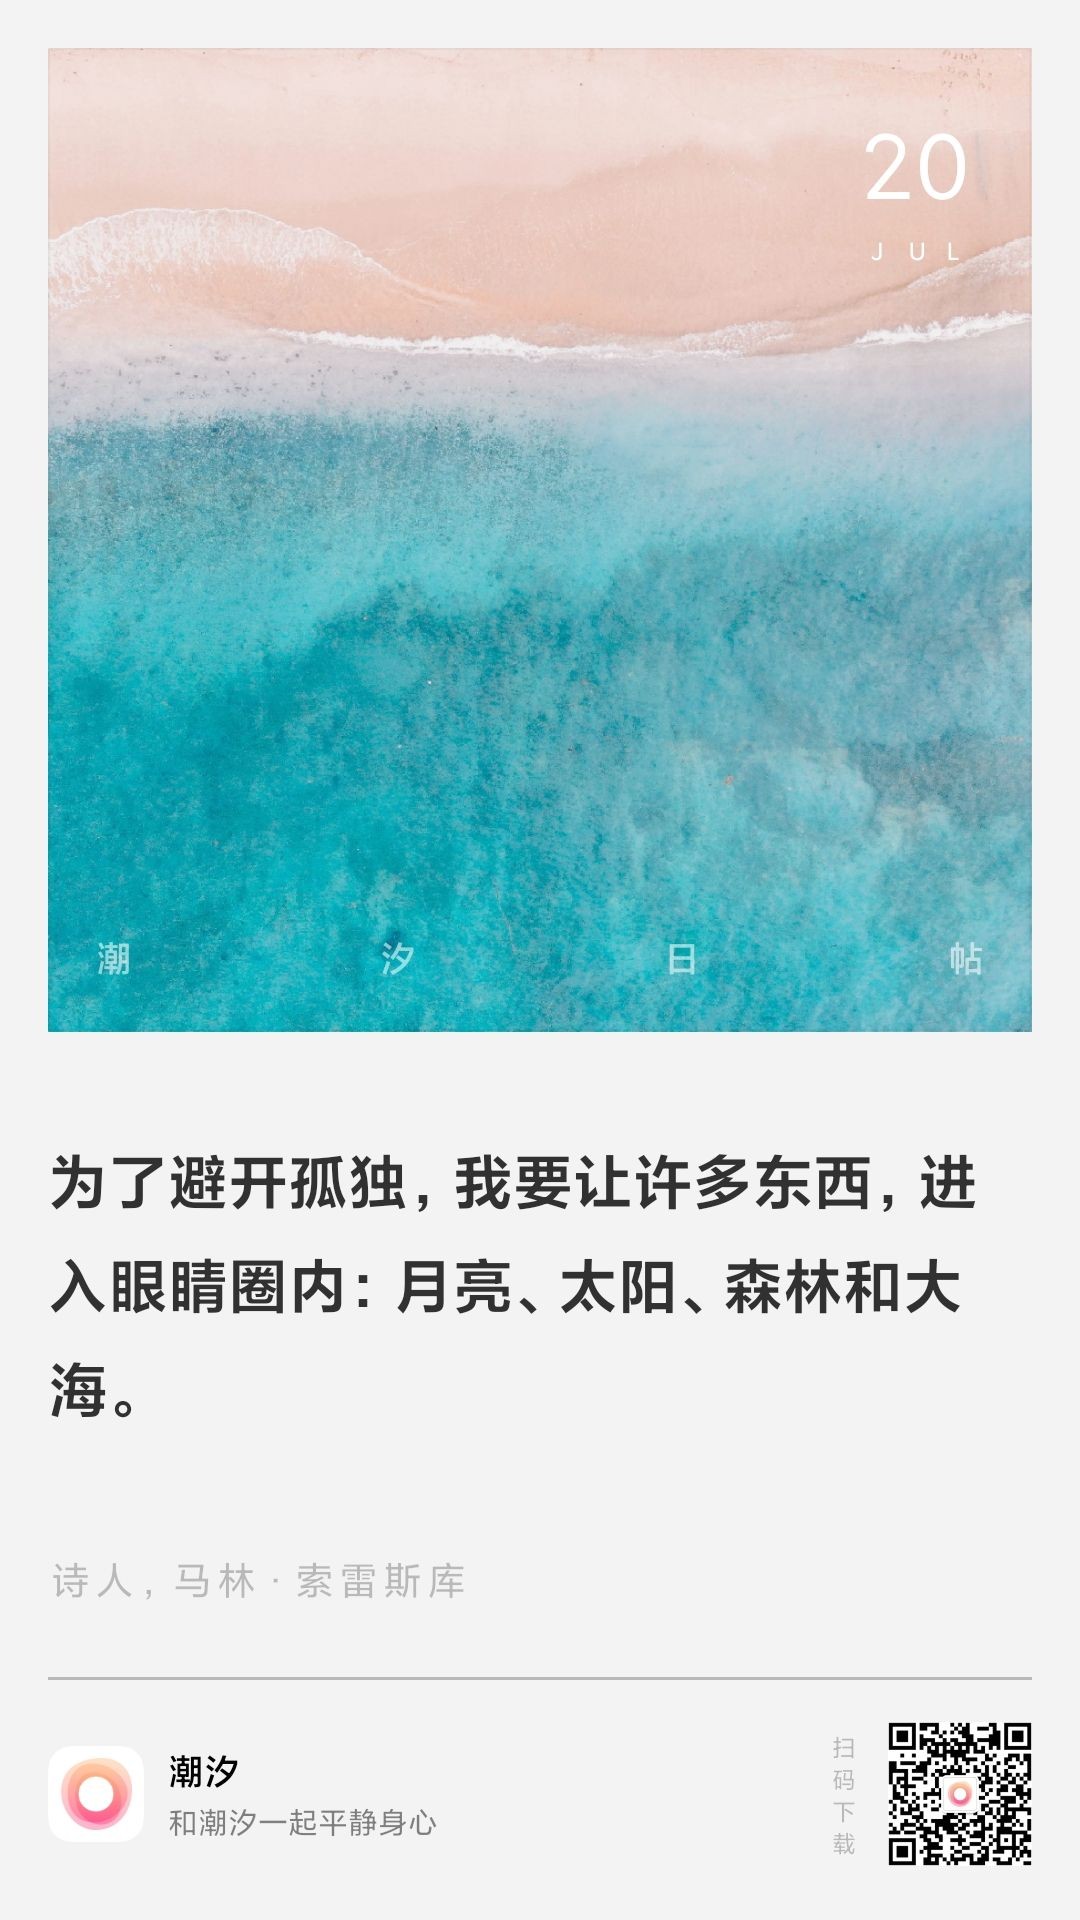 20
JUL
潮汐日帖
为了避开孤独，我要让许多东西，进
入眼睛圈内：月亮、太阳、森林和大
海。
诗人，马林·索雷斯库
潮汐
和潮汐一起平静身心
扫码下载